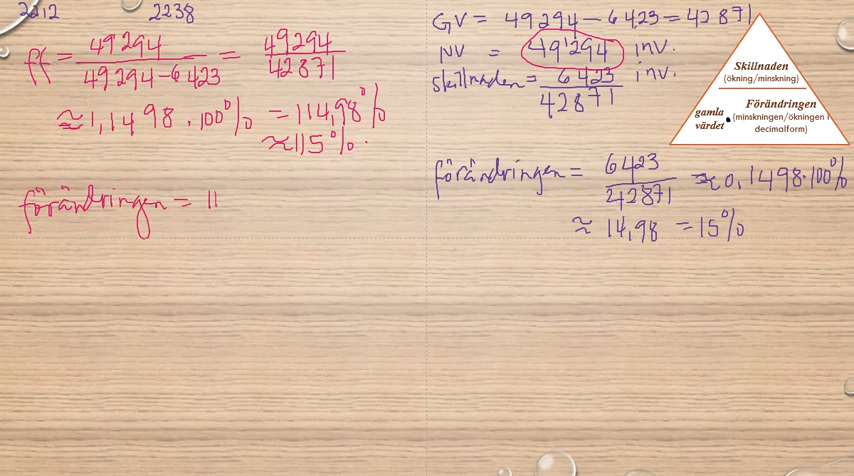 2212 2238
ff = 49294 / 49294-6423 = 49294 / 42871
≈ 1,1498 · 100% = 114,98%
≈ 115%.
förändringen = 11
GV = 49294 - 6423 = 42871
NV = 49294 inv.
skillnaden = 6423 inv.
42871
förändringen = 6423 / 42871 ≈ 0,1498·100%
≈ 14,98 = 15%
Skillnaden
(ökning/minskning)
gamla
värdet
Förändringen
(minskningen/ökningen i
decimalform)